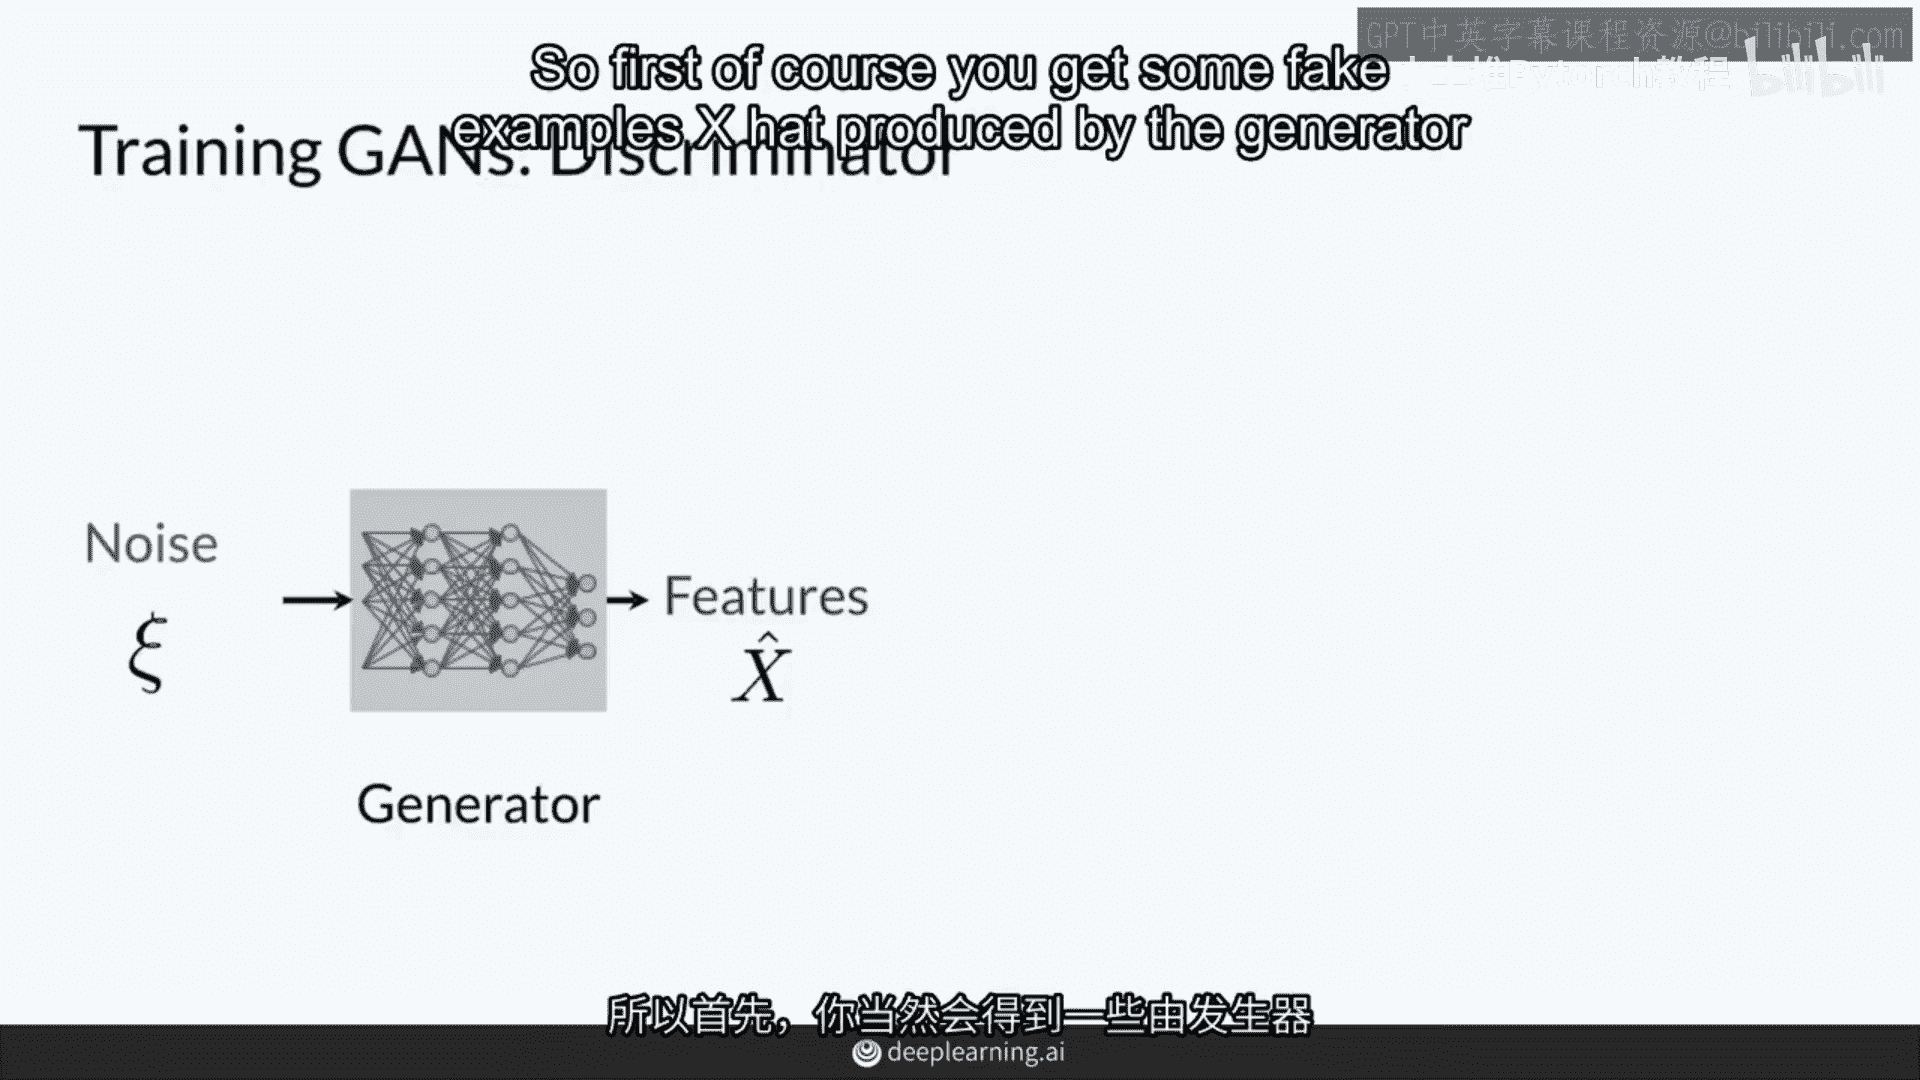 GPT中英字幕课程资源@bilibili.com
So first of course you get some fake
examples X hat produced by the generator
Pytorch教程 bilibili
Training GANs: Discriminator
Noise
ξ
Features
X̂
Generator
所以首先，你当然会得到一些由发生器
deeplearning.ai